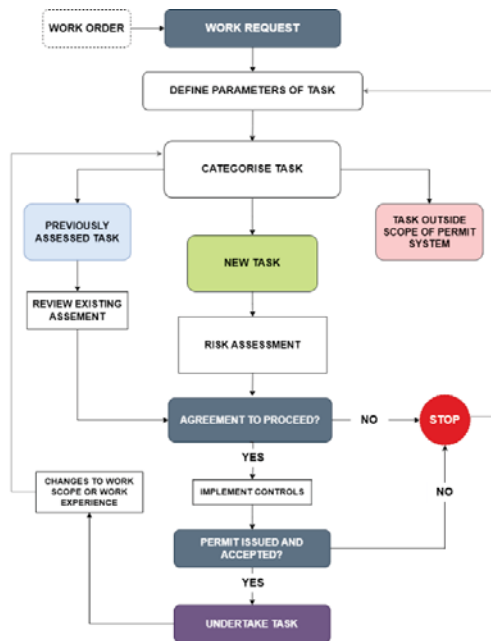 WORK ORDER
WORK REQUEST
DEFINE PARAMETERS OF TASK
CATEGORISE TASK
PREVIOUSLY
ASSESSED TASK
TASK OUTSIDE
SCOPE OF PERMIT
SYSTEM
NEW TASK
REVIEW EXISTING
ASSEMENT
RISK ASSESSMENT
AGREEMENT TO PROCEED?
NO
STOP
YES
CHANGES TO WORK
SCOPE OR WORK
EXPERIENCE
IMPLEMENT CONTROLS
NO
PERMIT ISSUED AND
ACCEPTED?
YES
UNDERTAKE TASK